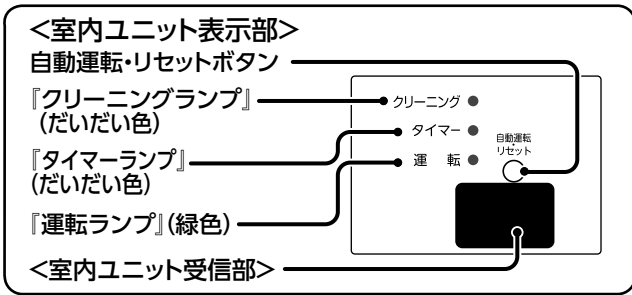 <室内ユニット表示部>
自動運転・リセットボタン
『クリーニングランプ』
(だいだい色)
『タイマーランプ』
(だいだい色)
『運転ランプ』(緑色)
<室内ユニット受信部>
クリーニング
タイマー
運 転
自動運転
・
リセット